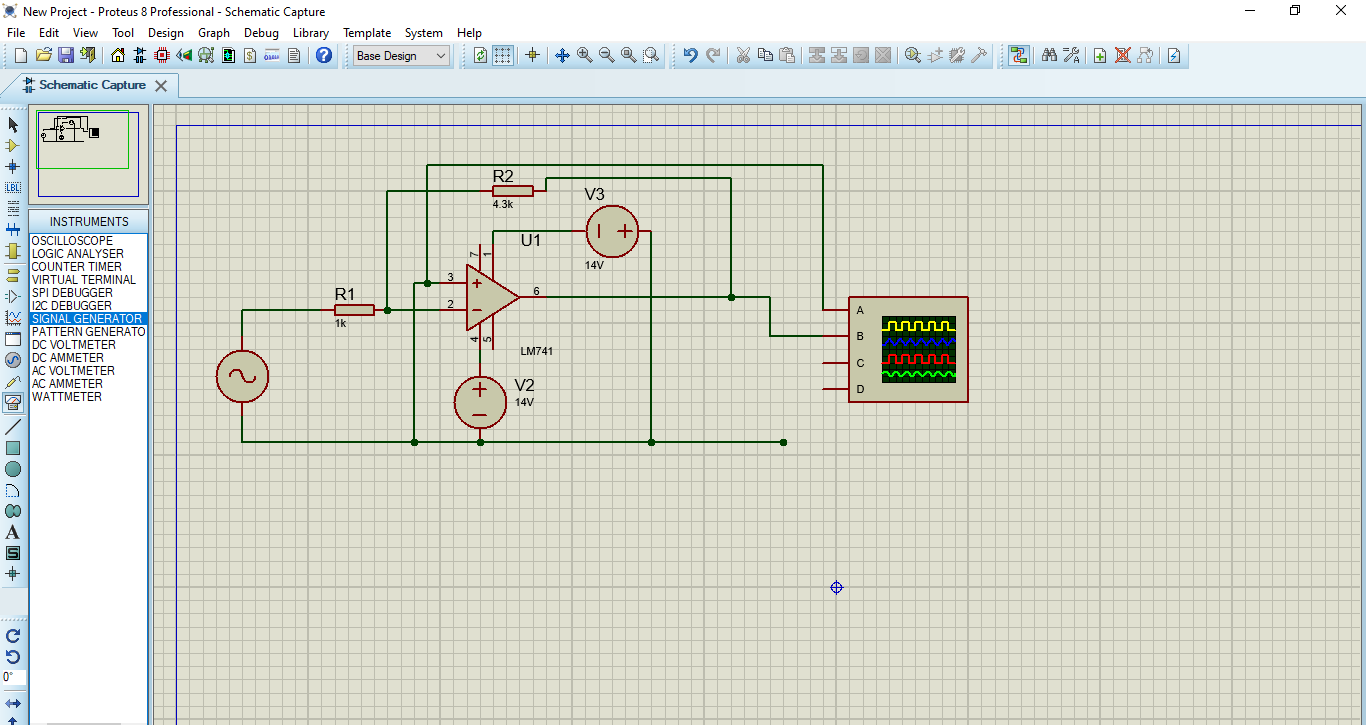 New Project - Proteus 8 Professional - Schematic Capture
File Edit View Tool Design Graph Debug Library Template System Help
Base Design
Schematic Capture
INSTRUMENTS
OSCILLOSCOPE
LOGIC ANALYSER
COUNTER TIMER
VIRTUAL TERMINAL
SPI DEBUGGER
I2C DEBUGGER
SIGNAL GENERATOR
PATTERN GENERATO
DC VOLTMETER
DC AMMETER
AC VOLTMETER
AC AMMETER
WATTMETER
LBL
A
S
0°
R2
4.3k
V3
14V
U1
7
1
3
2
6
4
5
LM741
R1
1k
V2
14V
A
B
C
D